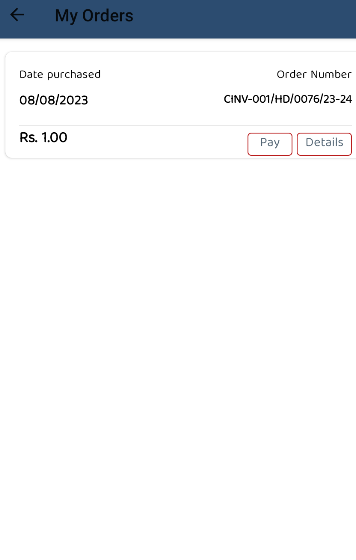 My Orders
Date purchased Order Number
08/08/2023 CINV-001/HD/0076/23-24
Rs. 1.00 Pay Details